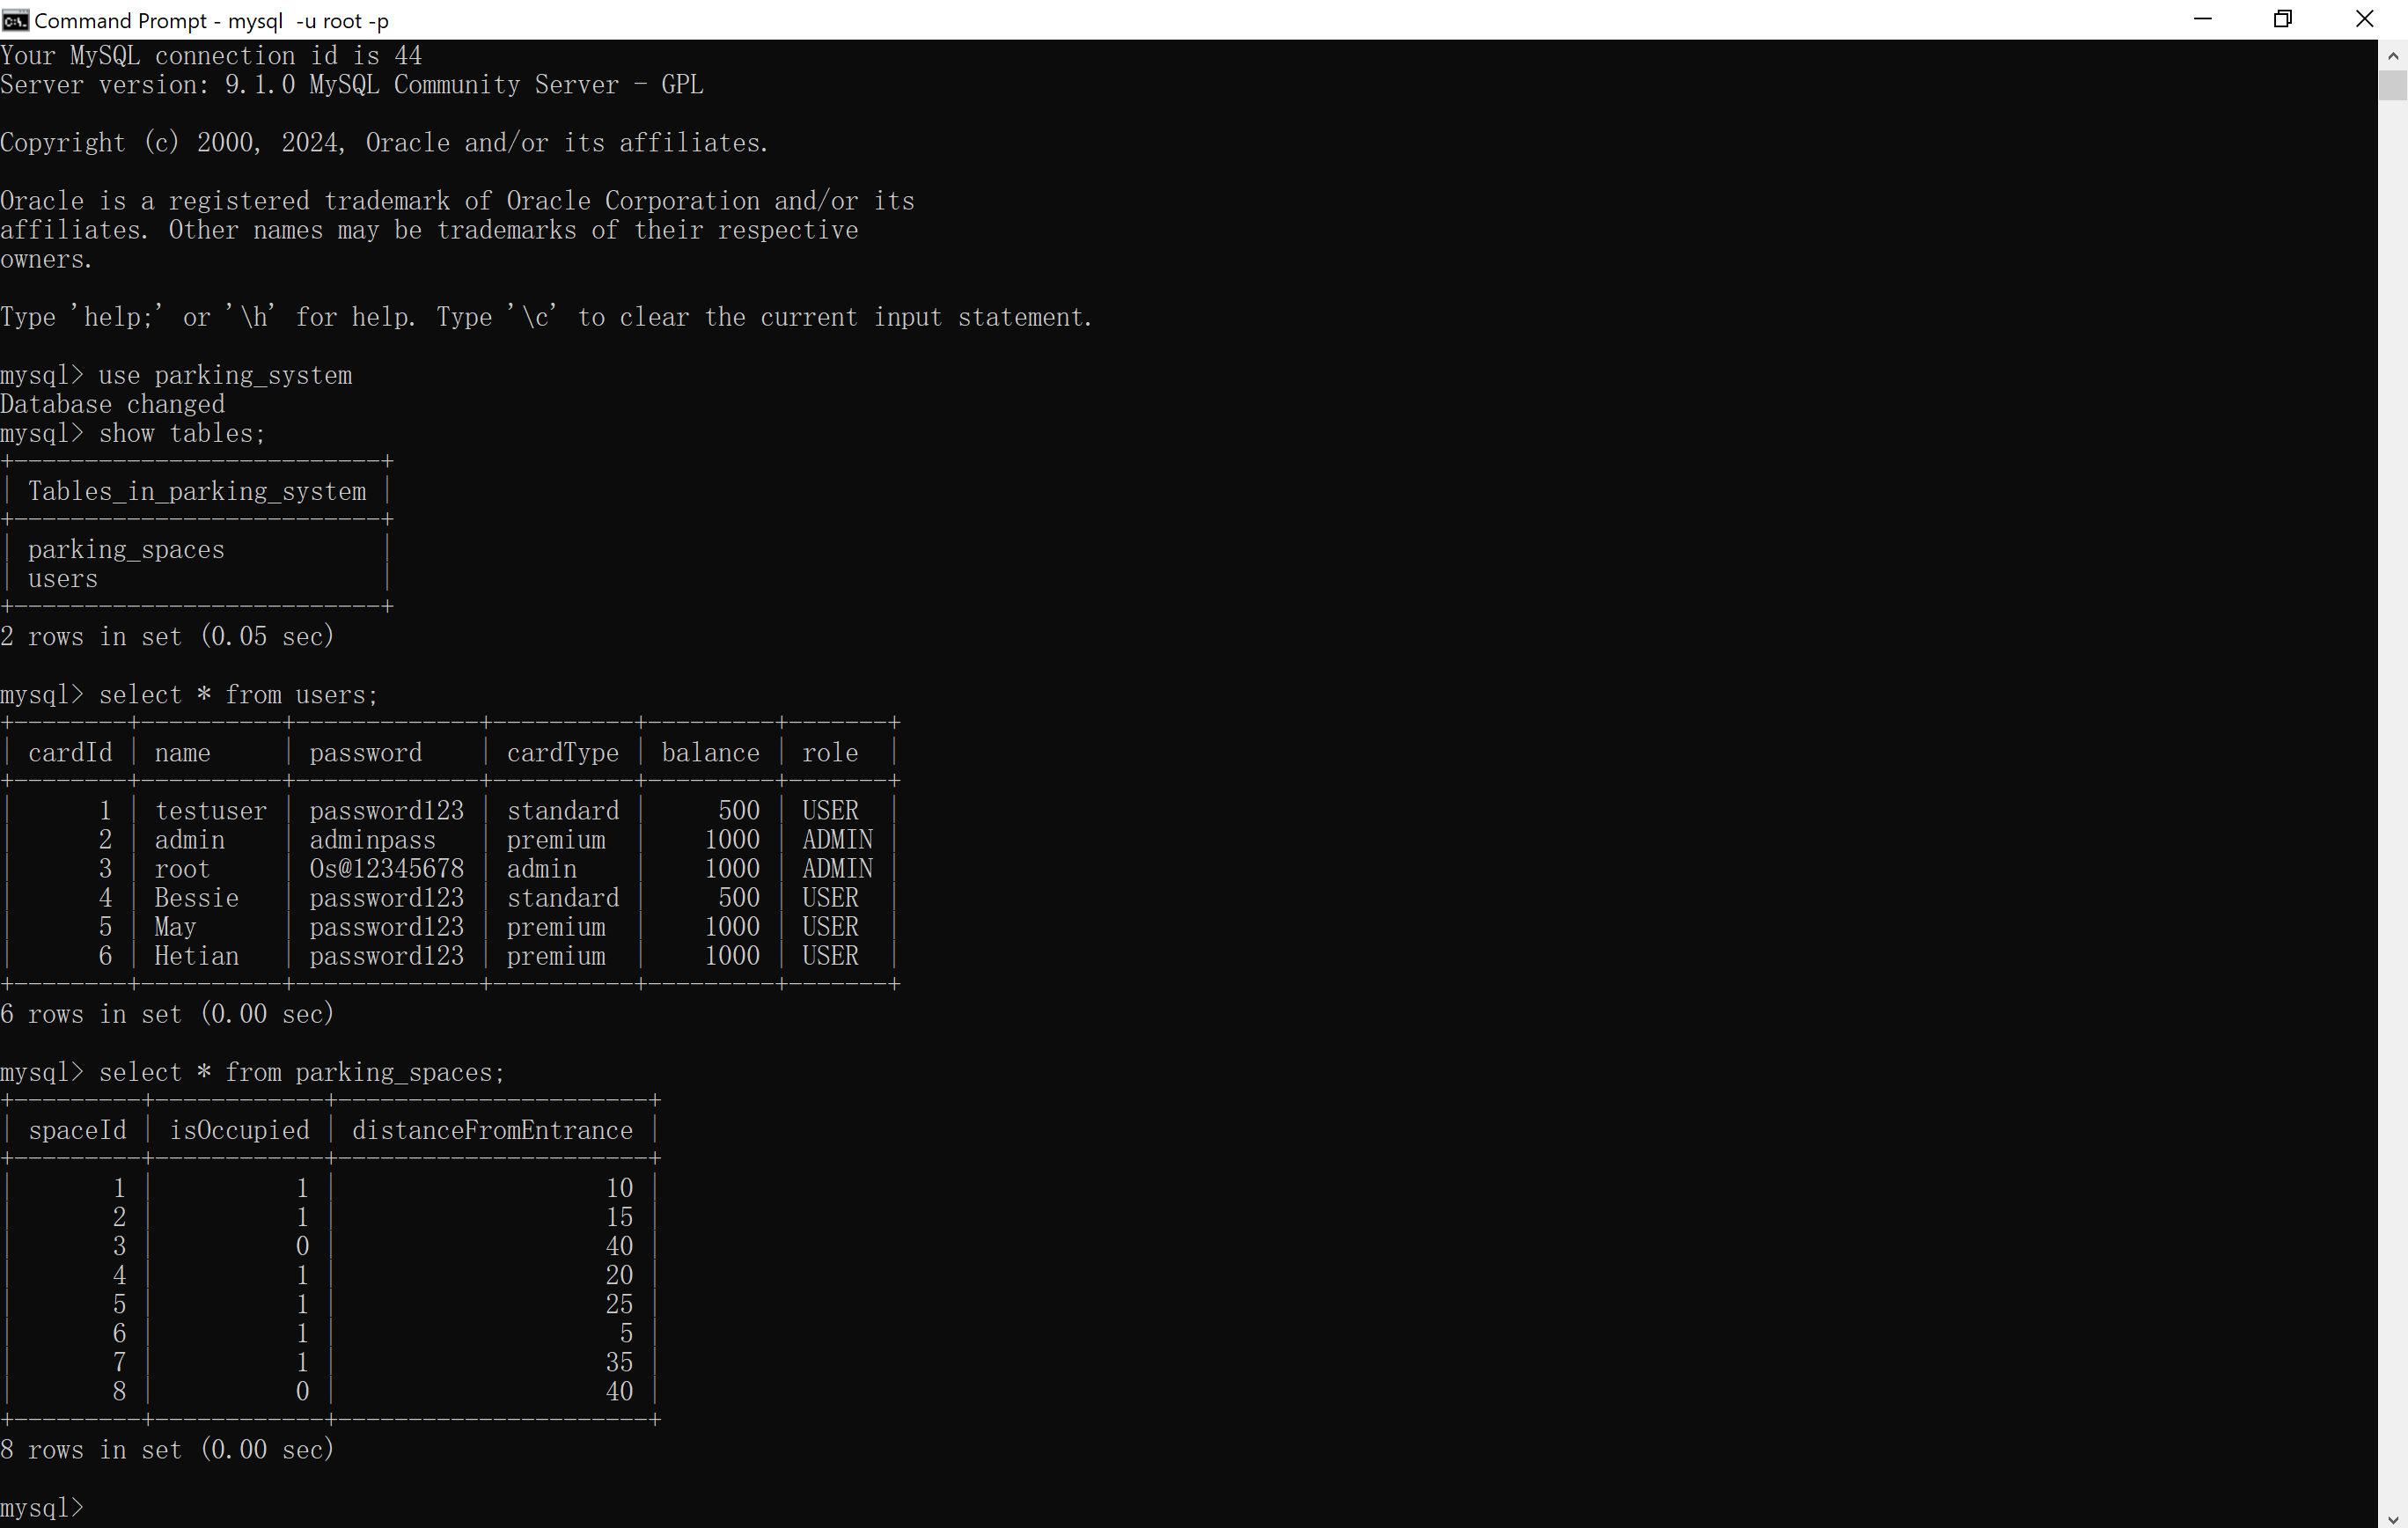 Command Prompt - mysql  -u root -p
Your MySQL connection id is 44
Server version: 9.1.0 MySQL Community Server - GPL
Copyright (c) 2000, 2024, Oracle and/or its affiliates.
Oracle is a registered trademark of Oracle Corporation and/or its
affiliates. Other names may be trademarks of their respective
owners.
Type 'help;' or '\h' for help. Type '\c' to clear the current input statement.
mysql> use parking_system
Database changed
mysql> show tables;
+--------------------------+
| Tables_in_parking_system |
+--------------------------+
| parking_spaces           |
| users                    |
+--------------------------+
2 rows in set (0.05 sec)
mysql> select * from users;
+--------+----------+-------------+----------+---------+-------+
| cardId | name     | password    | cardType | balance | role  |
+--------+----------+-------------+----------+---------+-------+
|      1 | testuser | password123 | standard |     500 | USER  |
|      2 | admin    | adminpass   | premium  |    1000 | ADMIN |
|      3 | root     | Os@12345678 | admin    |    1000 | ADMIN |
|      4 | Bessie   | password123 | standard |     500 | USER  |
|      5 | May      | password123 | premium  |    1000 | USER  |
|      6 | Hetian   | password123 | premium  |    1000 | USER  |
+--------+----------+-------------+----------+---------+-------+
6 rows in set (0.00 sec)
mysql> select * from parking_spaces;
+---------+------------+----------------------+
| spaceId | isOccupied | distanceFromEntrance |
+---------+------------+----------------------+
|       1 |          1 |                   10 |
|       2 |          1 |                   15 |
|       3 |          0 |                   40 |
|       4 |          1 |                   20 |
|       5 |          1 |                   25 |
|       6 |          1 |                    5 |
|       7 |          1 |                   35 |
|       8 |          0 |                   40 |
+---------+------------+----------------------+
8 rows in set (0.00 sec)
mysql>